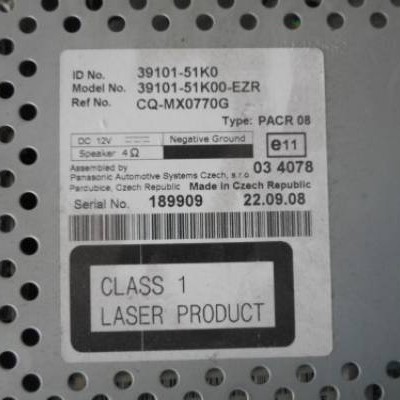 ID No. 39101-51K0
Model No. 39101-51K00-EZR
Ref No. CQ-MX0770G
Type: PACR 08
DC 12V Negative Ground
Speaker 4Ω
e11
Assembled by 03 4078
Panasonic Automotive Systems Czech, s.r.o
Pardubice, Czech Republic Made in Czech Republic
Serial No. 189909 22.09.08
CLASS 1
LASER PRODUCT